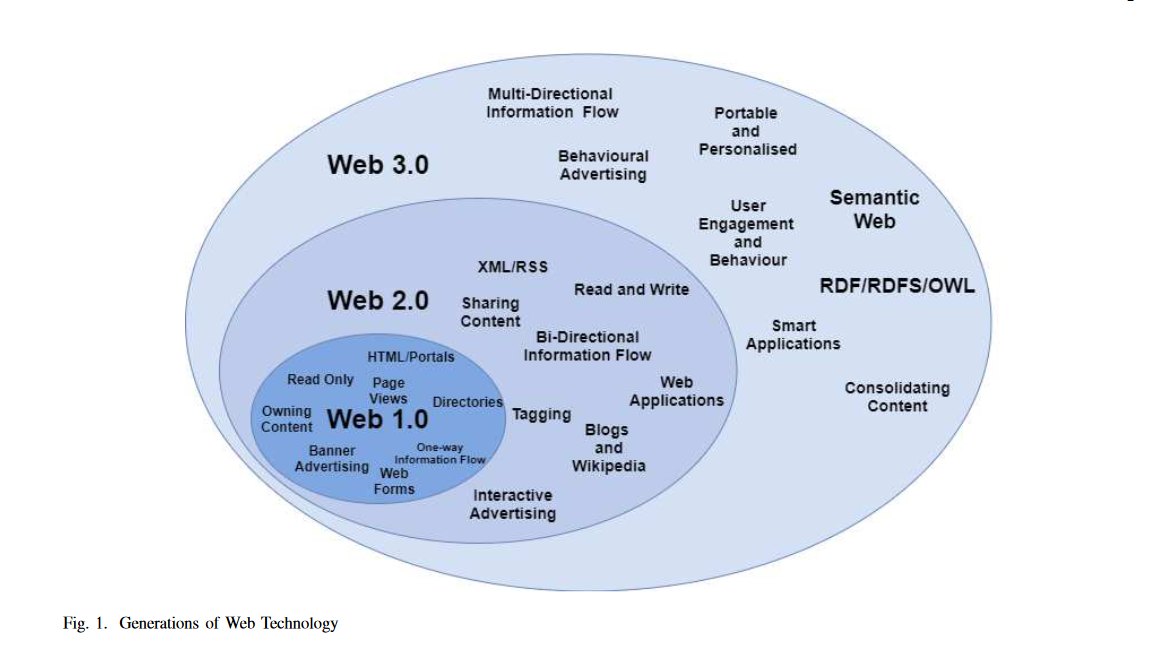 Multi-Directional
Information Flow
Portable
and
Personalised
Behavioural
Advertising
Web 3.0
Semantic
Web
User
Engagement
and
Behaviour
RDF/RDFS/OWL
Smart
Applications
Consolidating
Content
XML/RSS
Read and Write
Web 2.0
Sharing
Content
Bi-Directional
Information Flow
Web
Applications
Tagging
Blogs
and
Wikipedia
Interactive
Advertising
HTML/Portals
Read Only
Page
Views
Directories
Owning
Content
Web 1.0
Banner
Advertising
One-way
Information Flow
Web
Forms
Fig. 1. Generations of Web Technology